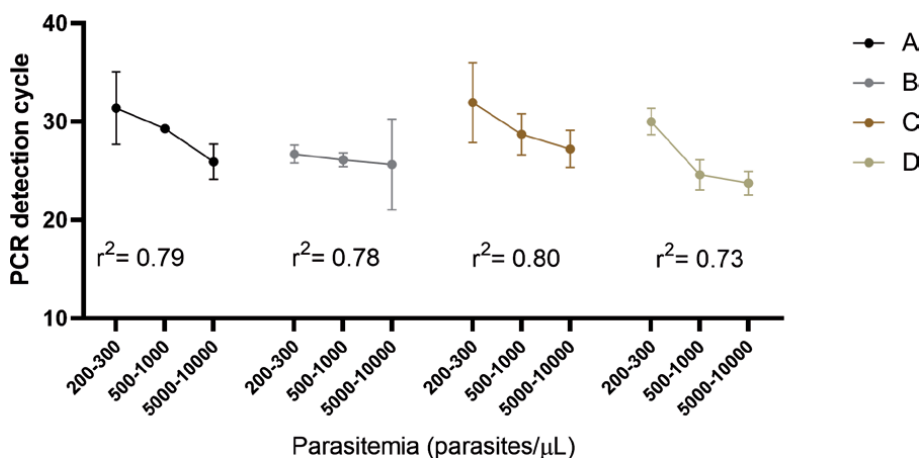 PCR detection cycle
40
30
20
10
A
B
C
D
r²= 0.79
r²= 0.78
r²= 0.80
r²= 0.73
200-300
500-1000
5000-10000
200-300
500-1000
5000-10000
200-300
500-1000
5000-10000
200-300
500-1000
5000-10000
Parasitemia (parasites/μL)